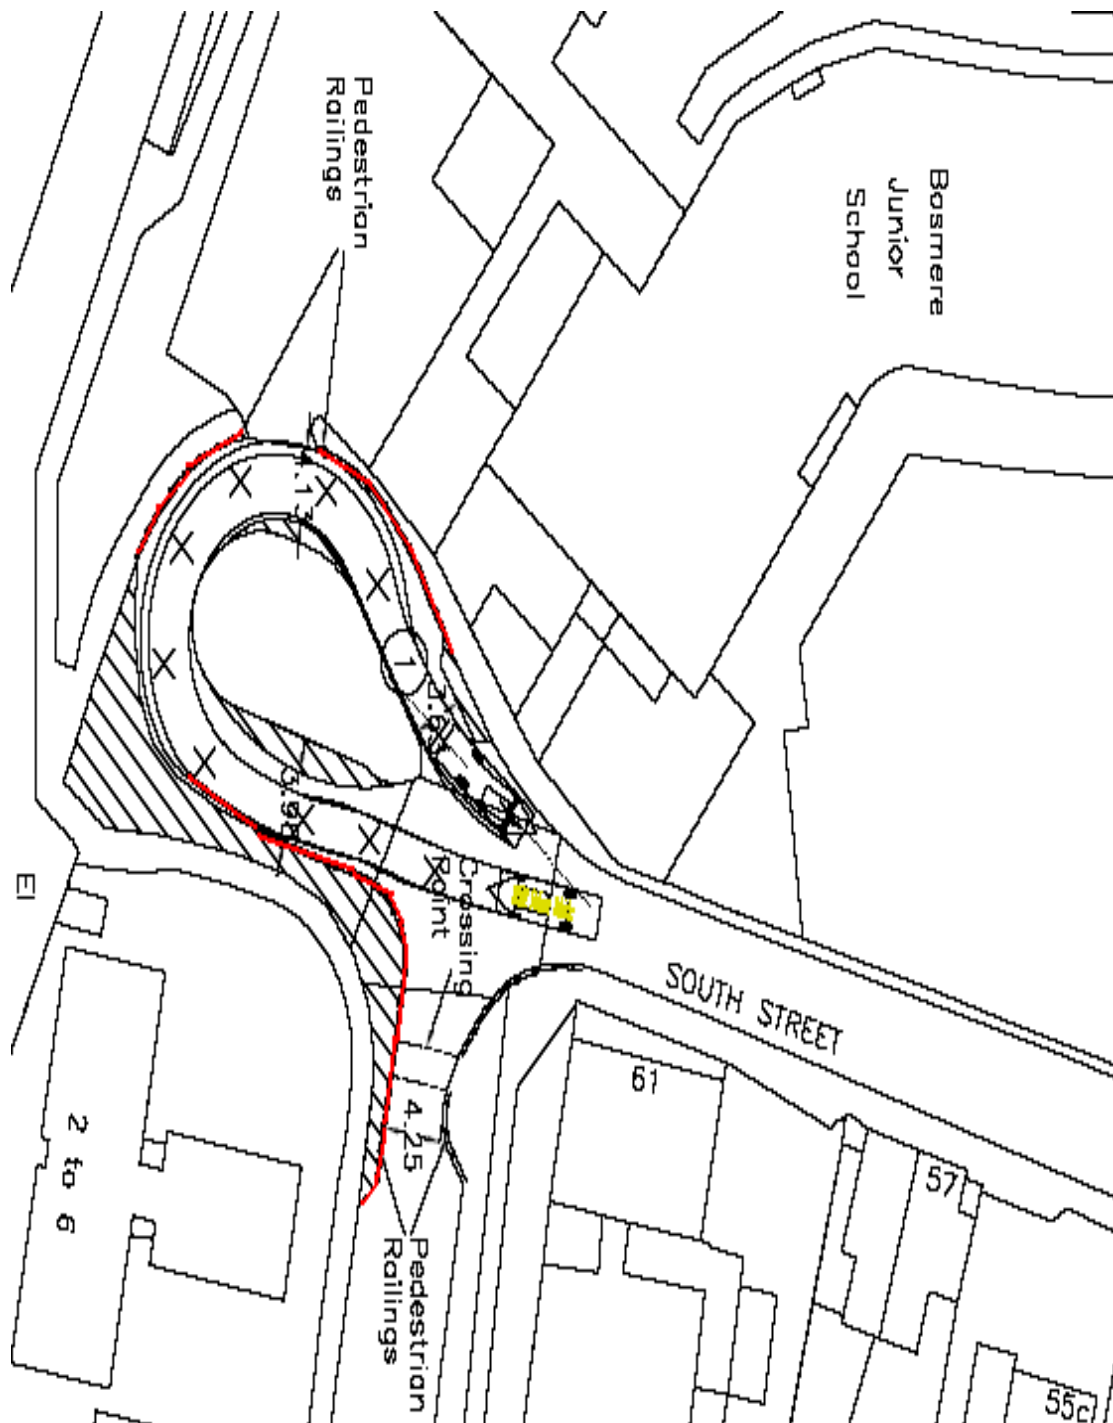 Pedestrian
Railings
Bosmere
Junior
School
1
Crossing
Point
SOUTH STREET
61
57
55c
4.25
Pedestrian
Railings
2 to 6
El